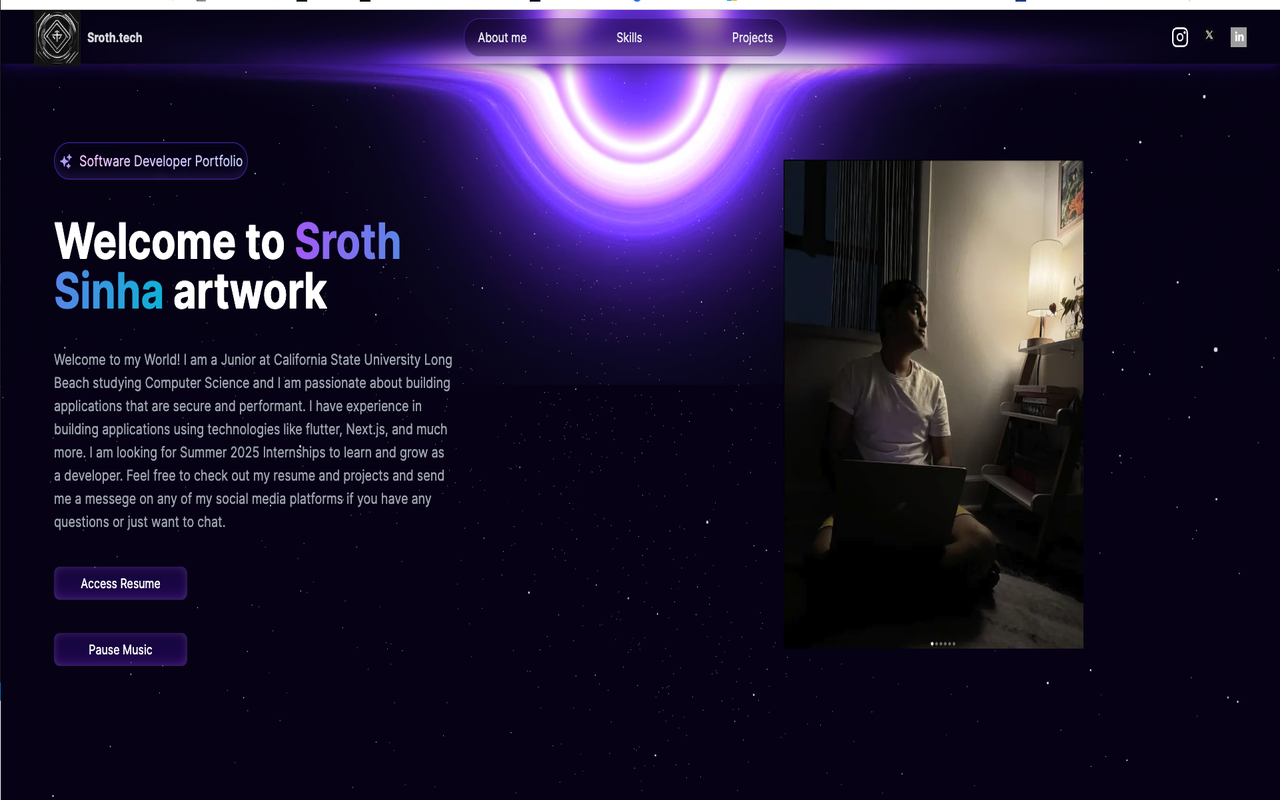 Sroth.tech
About me
Skills
Projects
𝕏
in
Software Developer Portfolio
Welcome to Sroth
Sinha artwork
Welcome to my World! I am a Junior at California State University Long
Beach studying Computer Science and I am passionate about building
applications that are secure and performant. I have experience in
building applications using technologies like flutter, Next.js, and much
more. I am looking for Summer 2025 Internships to learn and grow as
a developer. Feel free to check out my resume and projects and send
me a messege on any of my social media platforms if you have any
questions or just want to chat.
Access Resume
Pause Music